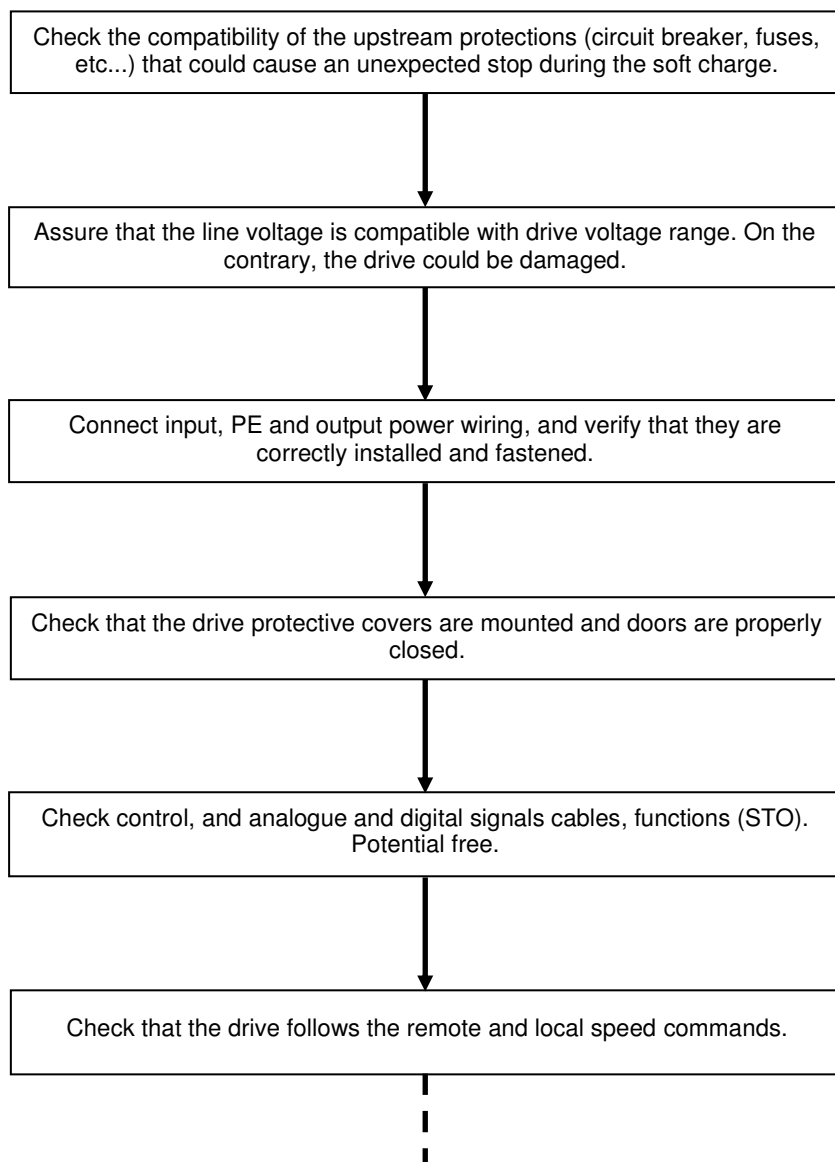 Check the compatibility of the upstream protections (circuit breaker, fuses,
etc...) that could cause an unexpected stop during the soft charge.
Assure that the line voltage is compatible with drive voltage range. On the
contrary, the drive could be damaged.
Connect input, PE and output power wiring, and verify that they are
correctly installed and fastened.
Check that the drive protective covers are mounted and doors are properly
closed.
Check control, and analogue and digital signals cables, functions (STO).
Potential free.
Check that the drive follows the remote and local speed commands.